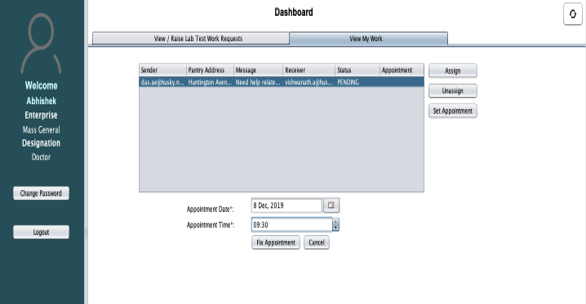 Dashboard
View / Raise Lab Test Work Requests
View My Work
Welcome
Abhishek
Enterprise
Mass General
Designation
Doctor
Change Password
Logout
Sender Pantry Address Message Receiver Status Appointment
das.ae@husky.n... Huntington Aven... Need help relate... vishwanath.a@hus... PENDING
Assign
Unassign
Set Appointment
Appointment Date*: 8 Dec, 2019
Appointment Time*: 09:30
Fix Appointment Cancel